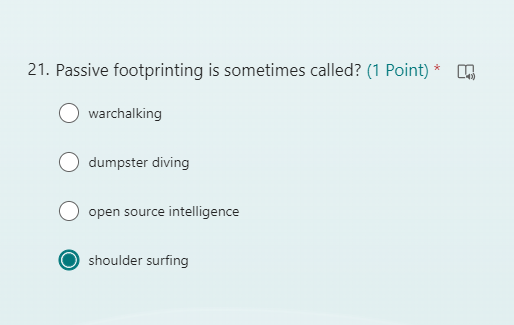 21. Passive footprinting is sometimes called? (1 Point) *
warchalking
dumpster diving
open source intelligence
shoulder surfing